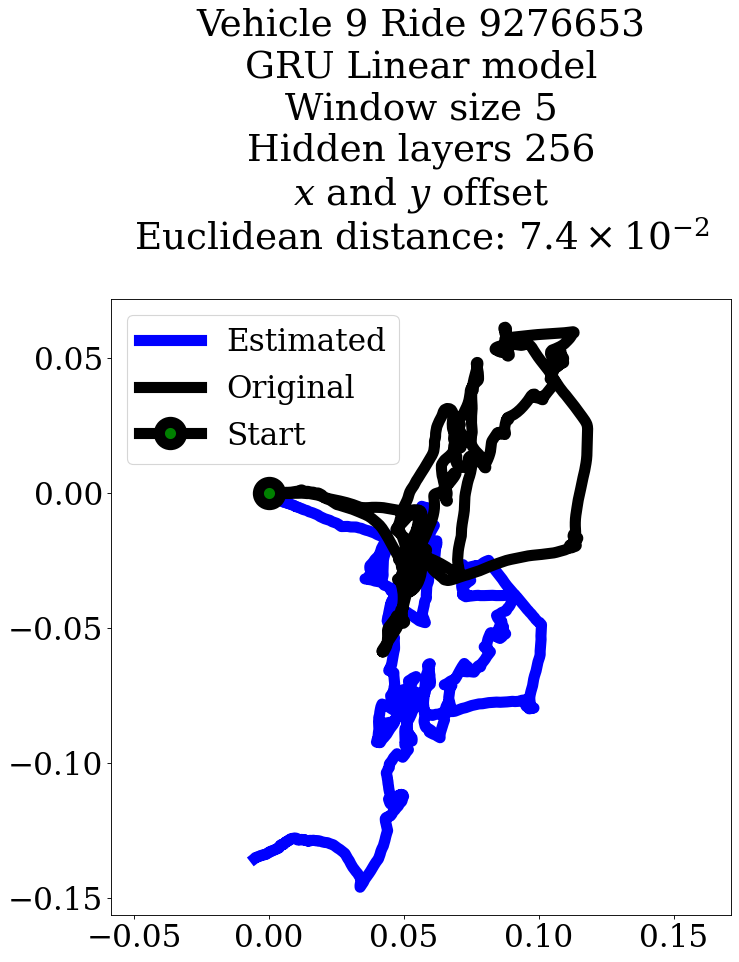 Vehicle 9 Ride 9276653
GRU Linear model
Window size 5
Hidden layers 256
x and y offset
Euclidean distance: 7.4 × 10⁻²
Estimated
Original
Start
0.05
0.00
−0.05
−0.10
−0.15
−0.05 0.00 0.05 0.10 0.15